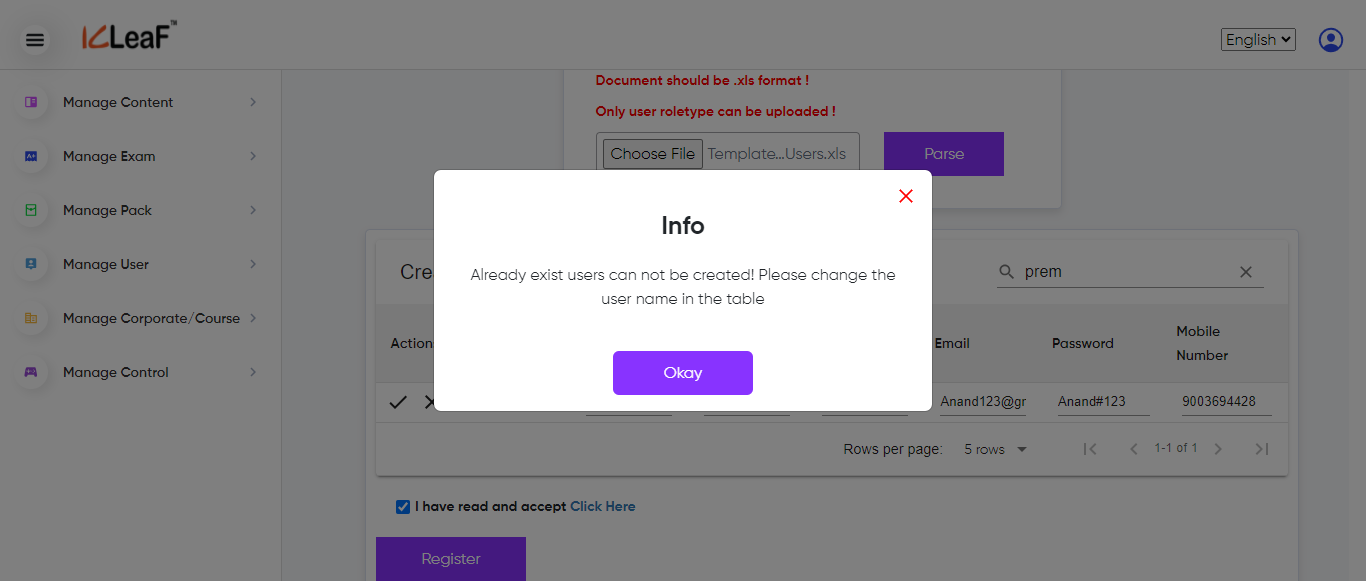 LeaF™
English
Manage Content
Manage Exam
Manage Pack
Manage User
Manage Corporate/Course
Manage Control
Document should be .xls format !
Only user roletype can be uploaded !
Choose File Template...Users.xls
Parse
Info
Already exist users can not be created! Please change the
user name in the table
Okay
Cre
prem
Action
Email
Password
Mobile
Number
Anand123@gr
Anand#123
9003694428
Rows per page:
5 rows
1-1 of 1
I have read and accept Click Here
Register